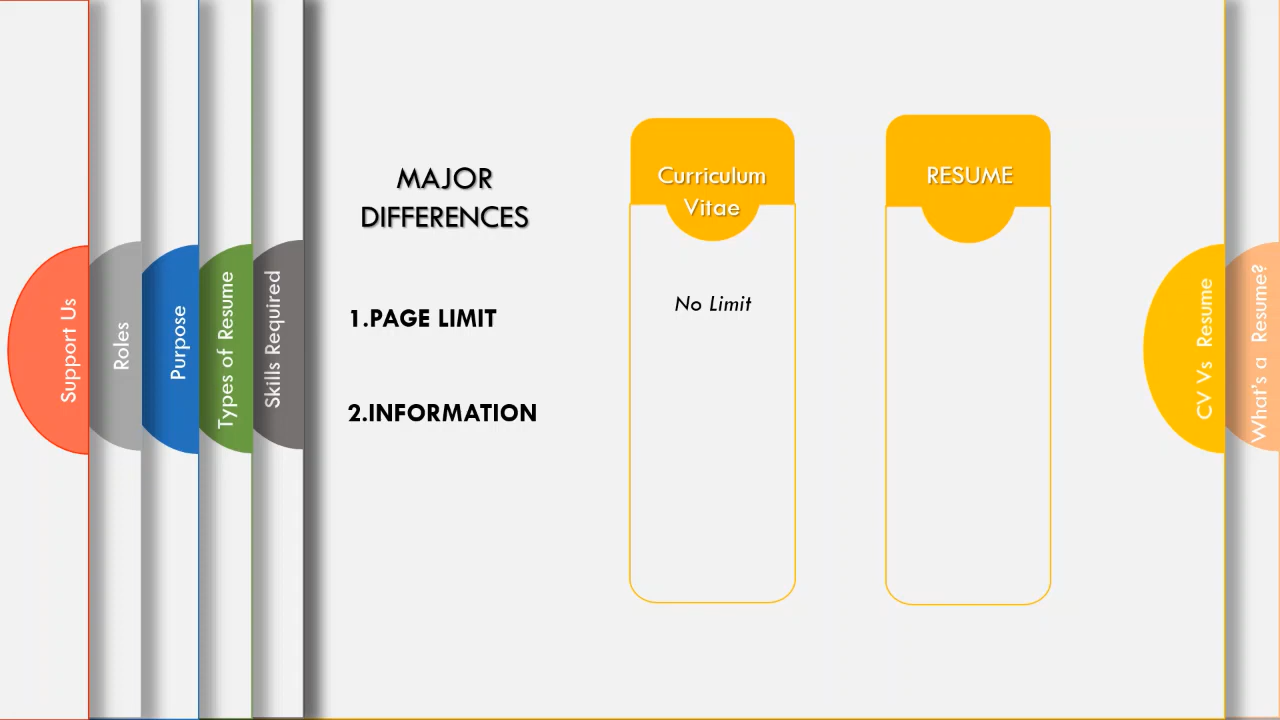 Support Us
Roles
Purpose
Types of Resume
Skills Required
MAJOR
DIFFERENCES
1.PAGE LIMIT
2.INFORMATION
Curriculum
Vitae
No Limit
RESUME
CV Vs Resume
What's a Resume?